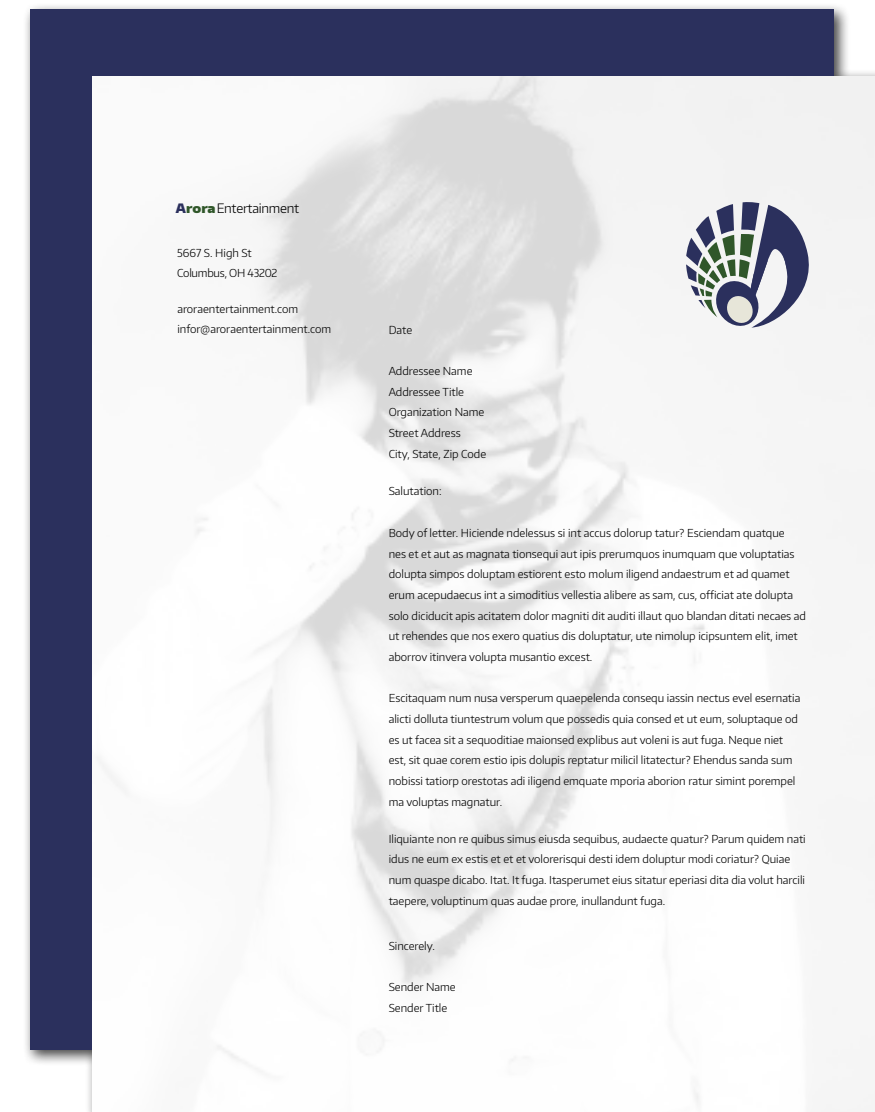 Arora Entertainment
5667 S. High St
Columbus, OH 43202
aroraentertainment.com
infor@aroraentertainment.com
Date
Addressee Name
Addressee Title
Organization Name
Street Address
City, State, Zip Code
Salutation:
Body of letter. Hiciende ndelessus si int accus dolorup tatur? Esciendam quatque
nes et et aut as magnata tionsequi aut ipis prerumquos inumquam que voluptatias
dolupta simpos doluptam estiorent esto molum iligend andaestrum et ad quamet
erum acepudaecus int a simoditius vellestia alibere as sam, cus, officiat ate dolupta
solo diciducit apis acitatem dolor magniti dit auditi illaut quo blandan ditati necaes ad
ut rehendes que nos exero quatius dis doluptatur, ute nimolup icipsuntem elit, imet
aborrov itinvera volupta musantio excest.
Escitaquam num nusa versperum quaepelenda consequ iassin nectus evel esernatia
alicti dolluta tiuntestrum volum que possedis quia consed et ut eum, soluptaque od
es ut facea sit a sequoditiae maionsed explibus aut voleni is aut fuga. Neque niet
est, sit quae corem estio ipis dolupis reptatur milicil litatectur? Ehendus sanda sum
nobissi tatiorp orestotas adi iligend emquate mporia aborion ratur simint porempel
ma voluptas magnatur.
Iliquiante non re quibus simus eiusda sequibus, audaecte quatur? Parum quidem nati
idus ne eum ex estis et et et volorerisqui desti idem doluptur modi coriatur? Quiae
num quaspe dicabo. Itat. It fuga. Itasperumet eius sitatur eperiasi dita dia volut harcili
taepere, voluptinum quas audae prore, inullandunt fuga.
Sincerely.
Sender Name
Sender Title